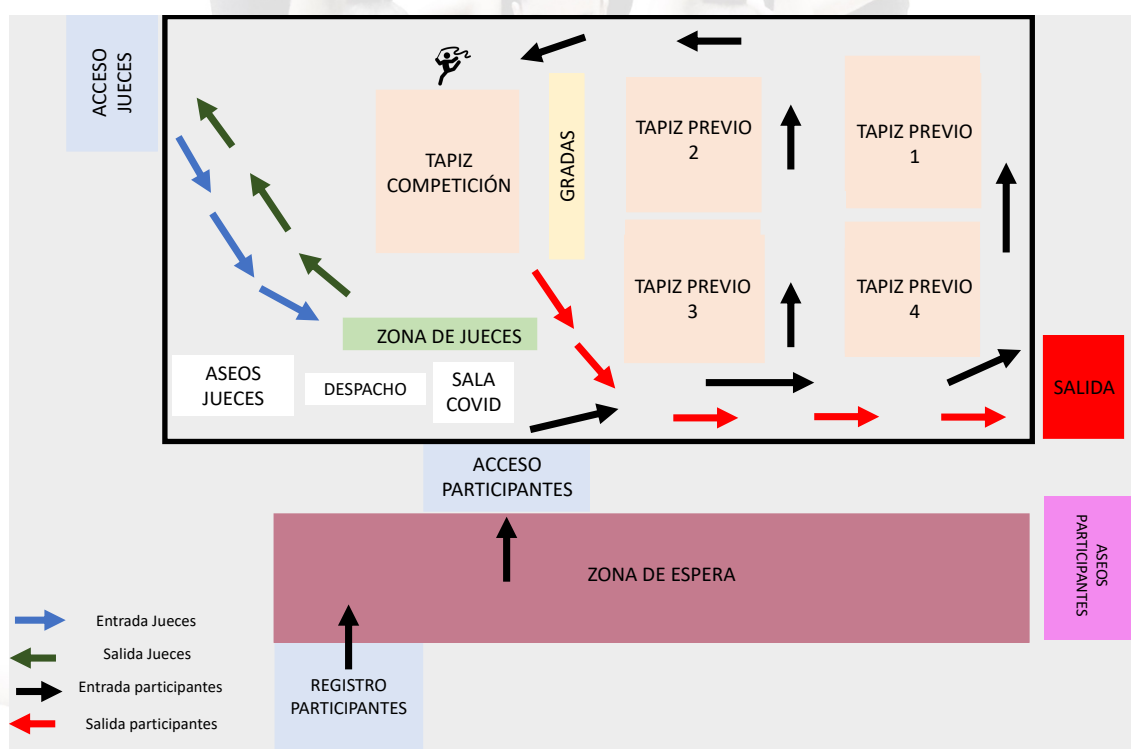 ACCESO
JUECES
TAPIZ
COMPETICIÓN
GRADAS
TAPIZ PREVIO
2
TAPIZ PREVIO
1
TAPIZ PREVIO
3
TAPIZ PREVIO
4
ZONA DE JUECES
ASEOS
JUECES
DESPACHO
SALA
COVID
SALIDA
ACCESO
PARTICIPANTES
ZONA DE ESPERA
ASEOS
PARTICIPANTES
REGISTRO
PARTICIPANTES
Entrada Jueces
Salida Jueces
Entrada participantes
Salida participantes